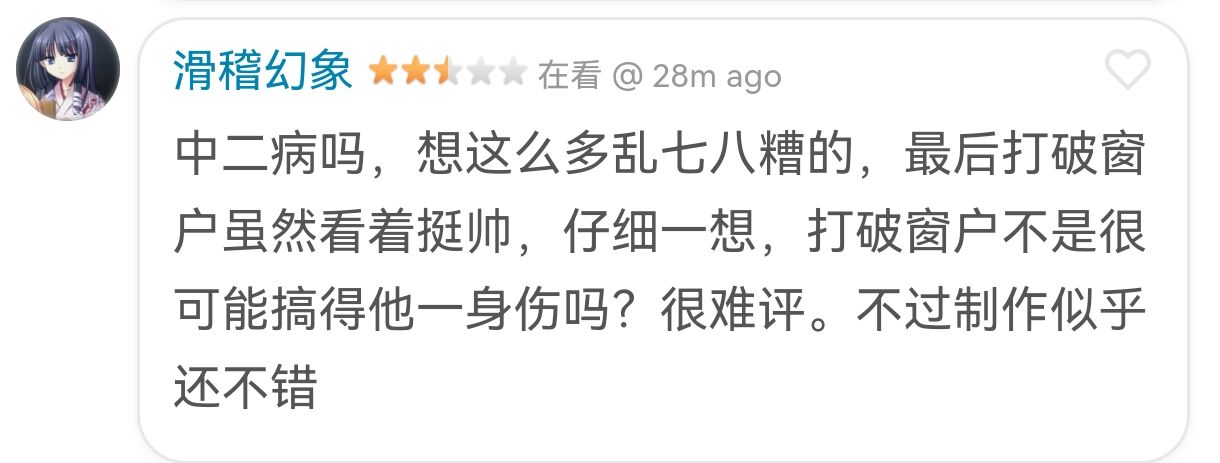 滑稽幻象 在看 @ 28m ago
中二病吗，想这么多乱七八糟的，最后打破窗
户虽然看着挺帅，仔细一想，打破窗户不是很
可能搞得他一身伤吗？很难评。不过制作似乎
还不错